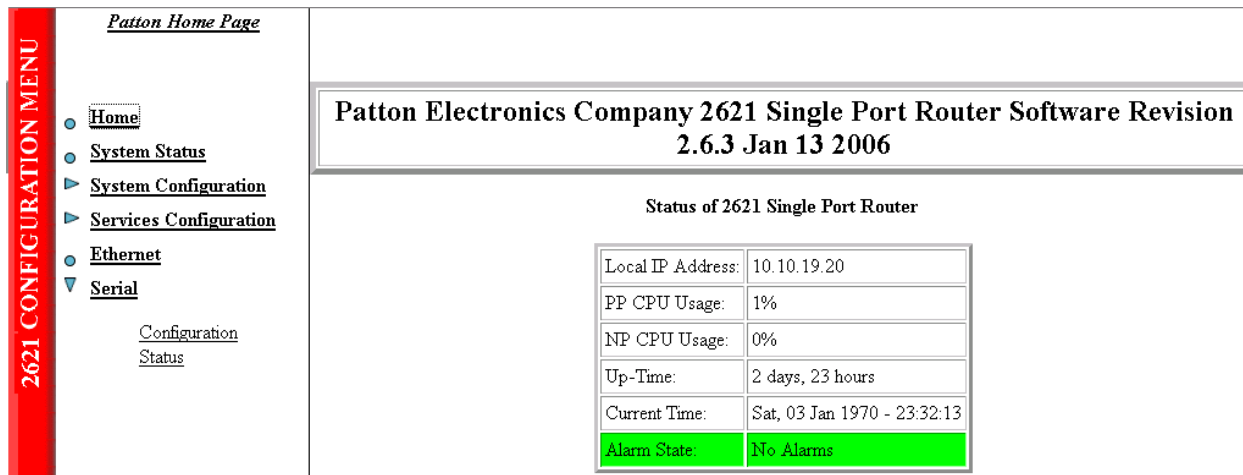 2621 CONFIGURATION MENU
Patton Home Page
Home
System Status
System Configuration
Services Configuration
Ethernet
Serial
Configuration
Status
Patton Electronics Company 2621 Single Port Router Software Revision
2.6.3 Jan 13 2006
Status of 2621 Single Port Router
Local IP Address: 10.10.19.20
PP CPU Usage: 1%
NP CPU Usage: 0%
Up-Time: 2 days, 23 hours
Current Time: Sat, 03 Jan 1970 - 23:32:13
Alarm State: No Alarms